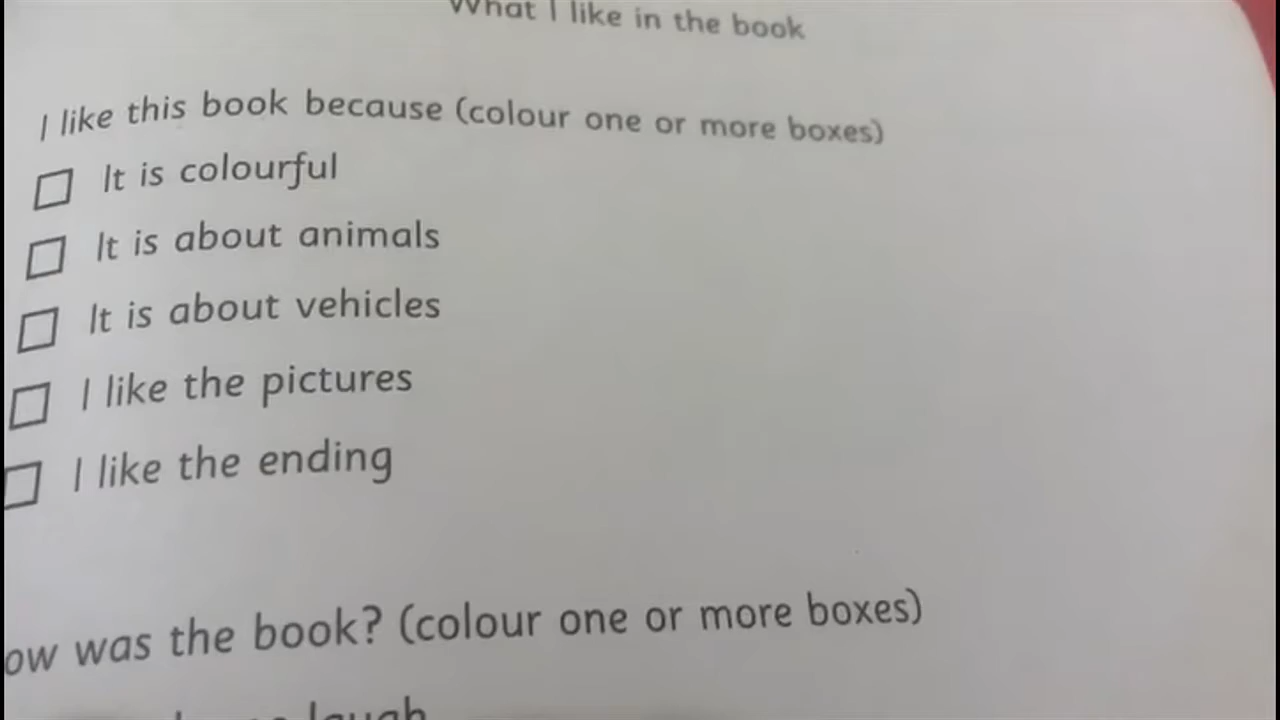 What I like in the book
I like this book because (colour one or more boxes)
It is colourful
It is about animals
It is about vehicles
I like the pictures
I like the ending
ow was the book? (colour one or more boxes)
laugh